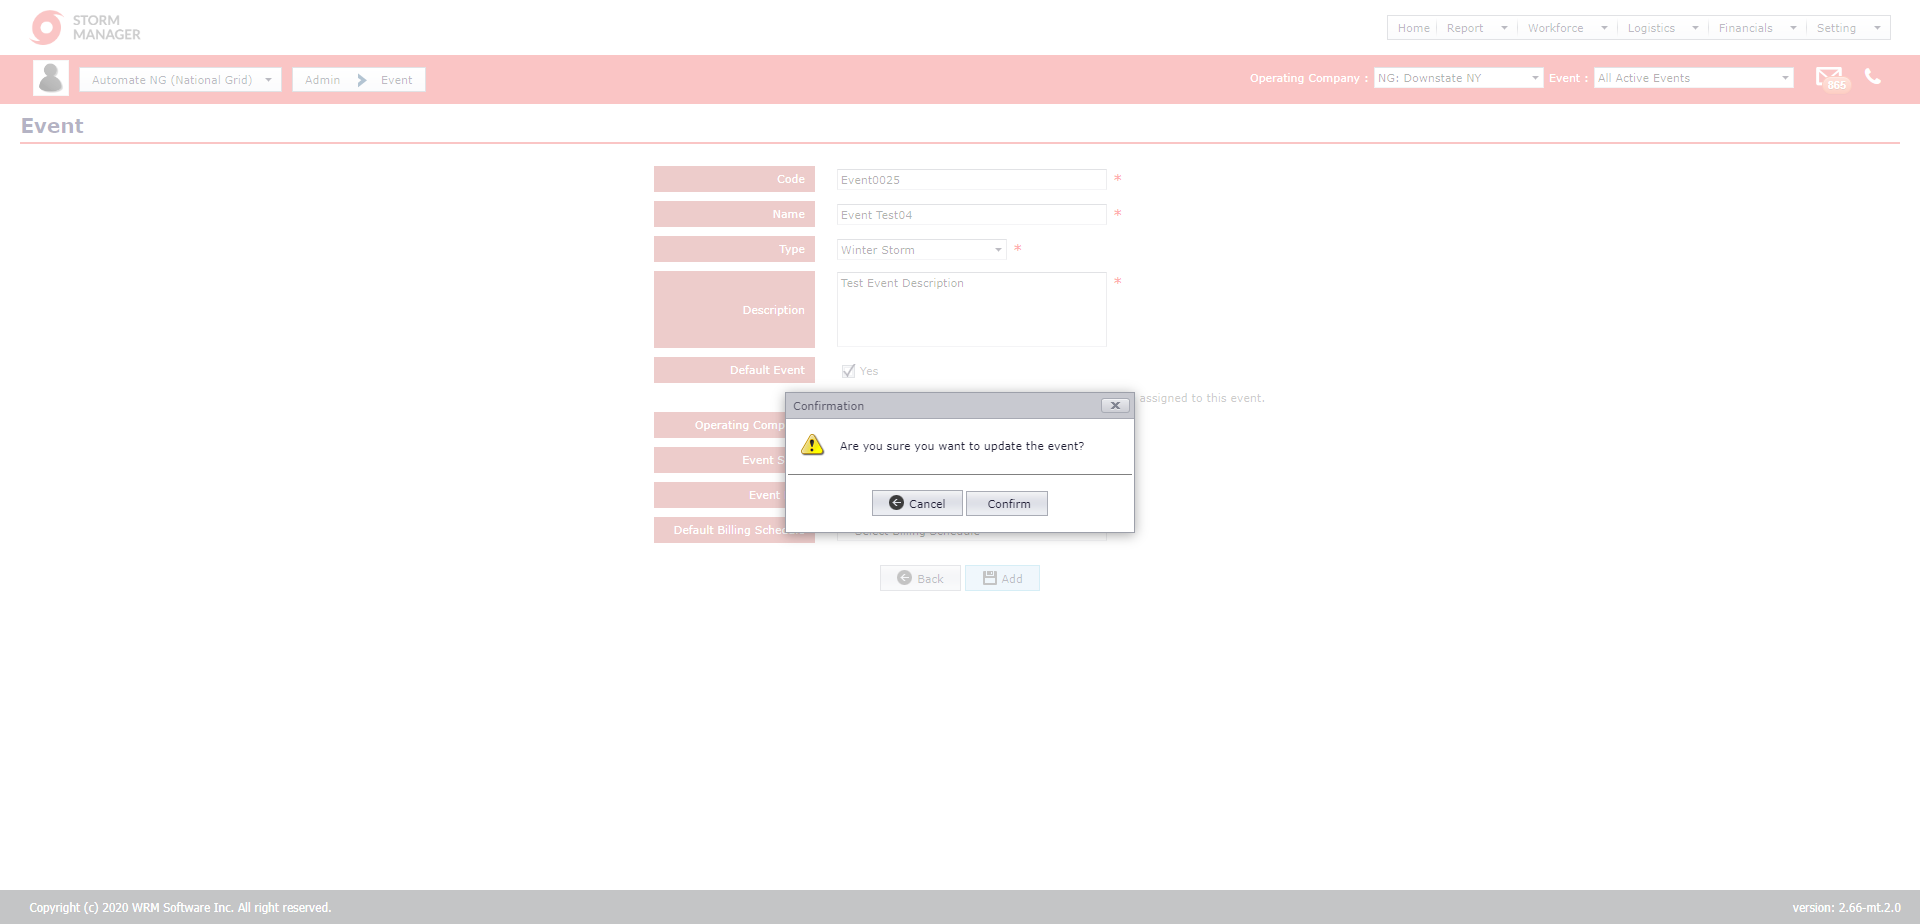 STORM
MANAGER
Home Report Workforce Logistics Financials Setting
Automate NG (National Grid) Admin Event Operating Company : NG: Downstate NY Event : All Active Events 865
Event
Code Event0025 *
Name Event Test04 *
Type Winter Storm *
Description Test Event Description *
Default Event Yes
assigned to this event.
Confirmation
Operating Comp
Are you sure you want to update the event?
Event S
Event
Cancel Confirm
Default Billing Sche
Back Add
Copyright (c) 2020 WRM Software Inc. All right reserved. version: 2.66-mt.2.0